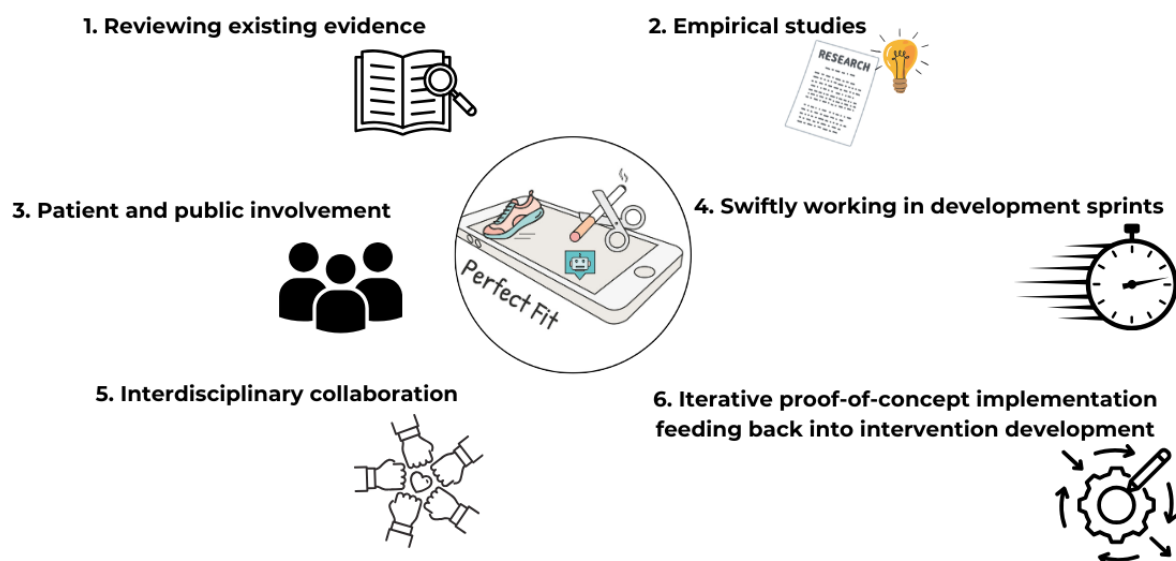 1. Reviewing existing evidence
2. Empirical studies
RESEARCH
3. Patient and public involvement
4. Swiftly working in development sprints
Perfect Fit
5. Interdisciplinary collaboration
6. Iterative proof-of-concept implementation
feeding back into intervention development